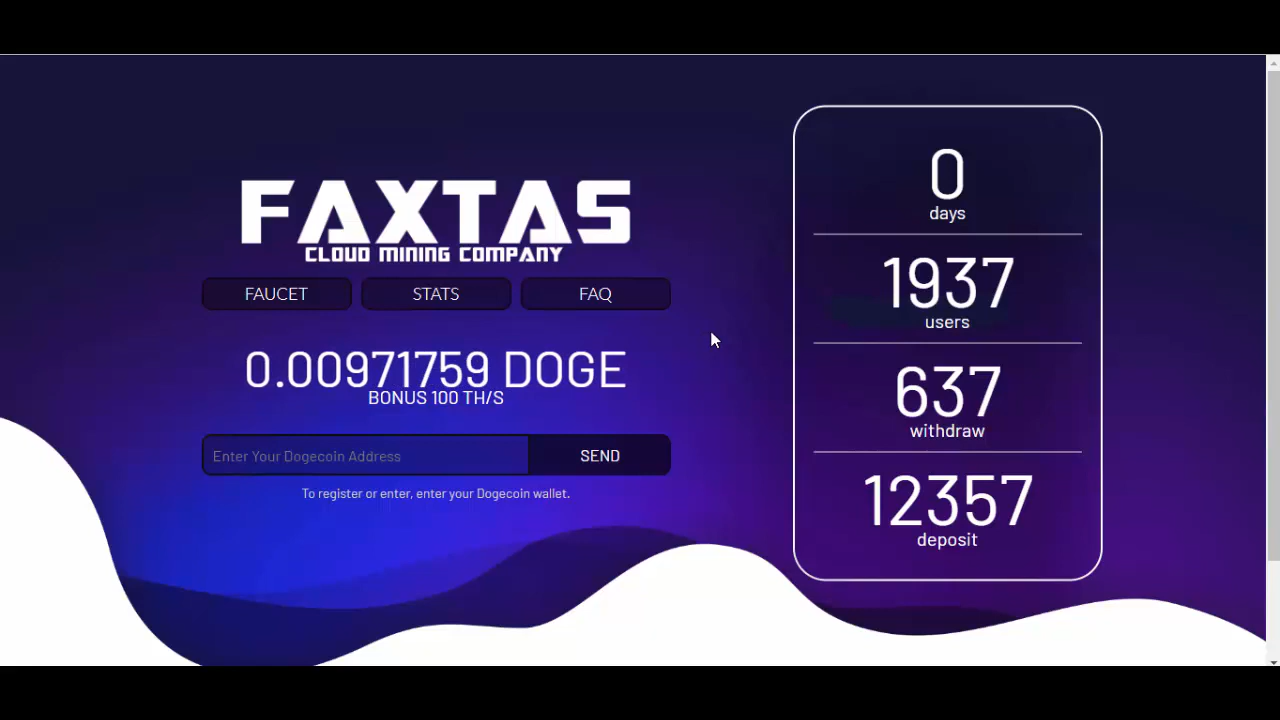 FAXTAS
CLOUD MINING COMPANY
FAUCET
STATS
FAQ
0.00971759 DOGE
BONUS 100 TH/S
Enter Your Dogecoin Address
SEND
To register or enter, enter your Dogecoin wallet.
0
days
1937
users
637
withdraw
12357
deposit